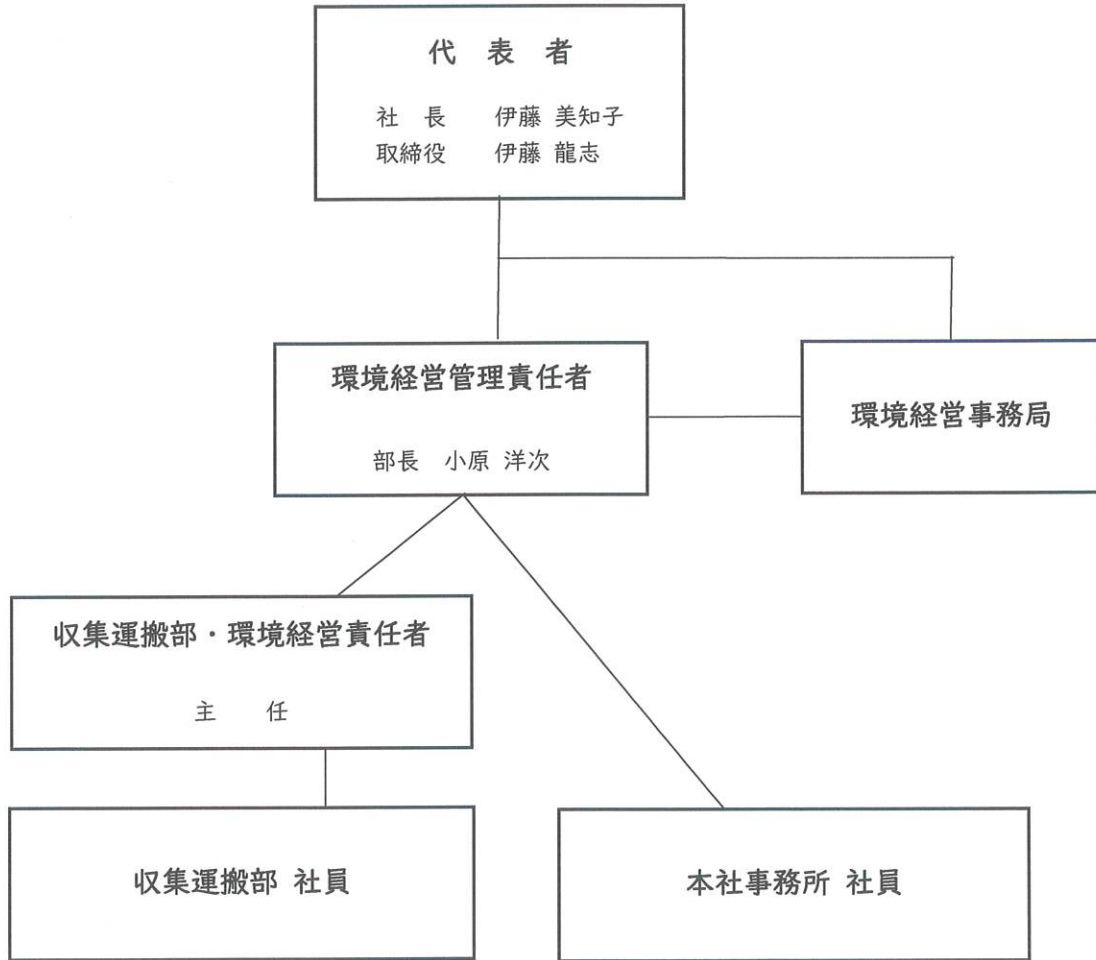 代 表 者
社 長 伊藤 美知子
取締役 伊藤 龍志
環境経営管理責任者
部長 小原 洋次
環境経営事務局
収集運搬部・環境経営責任者
主 任
収集運搬部 社員
本社事務所 社員